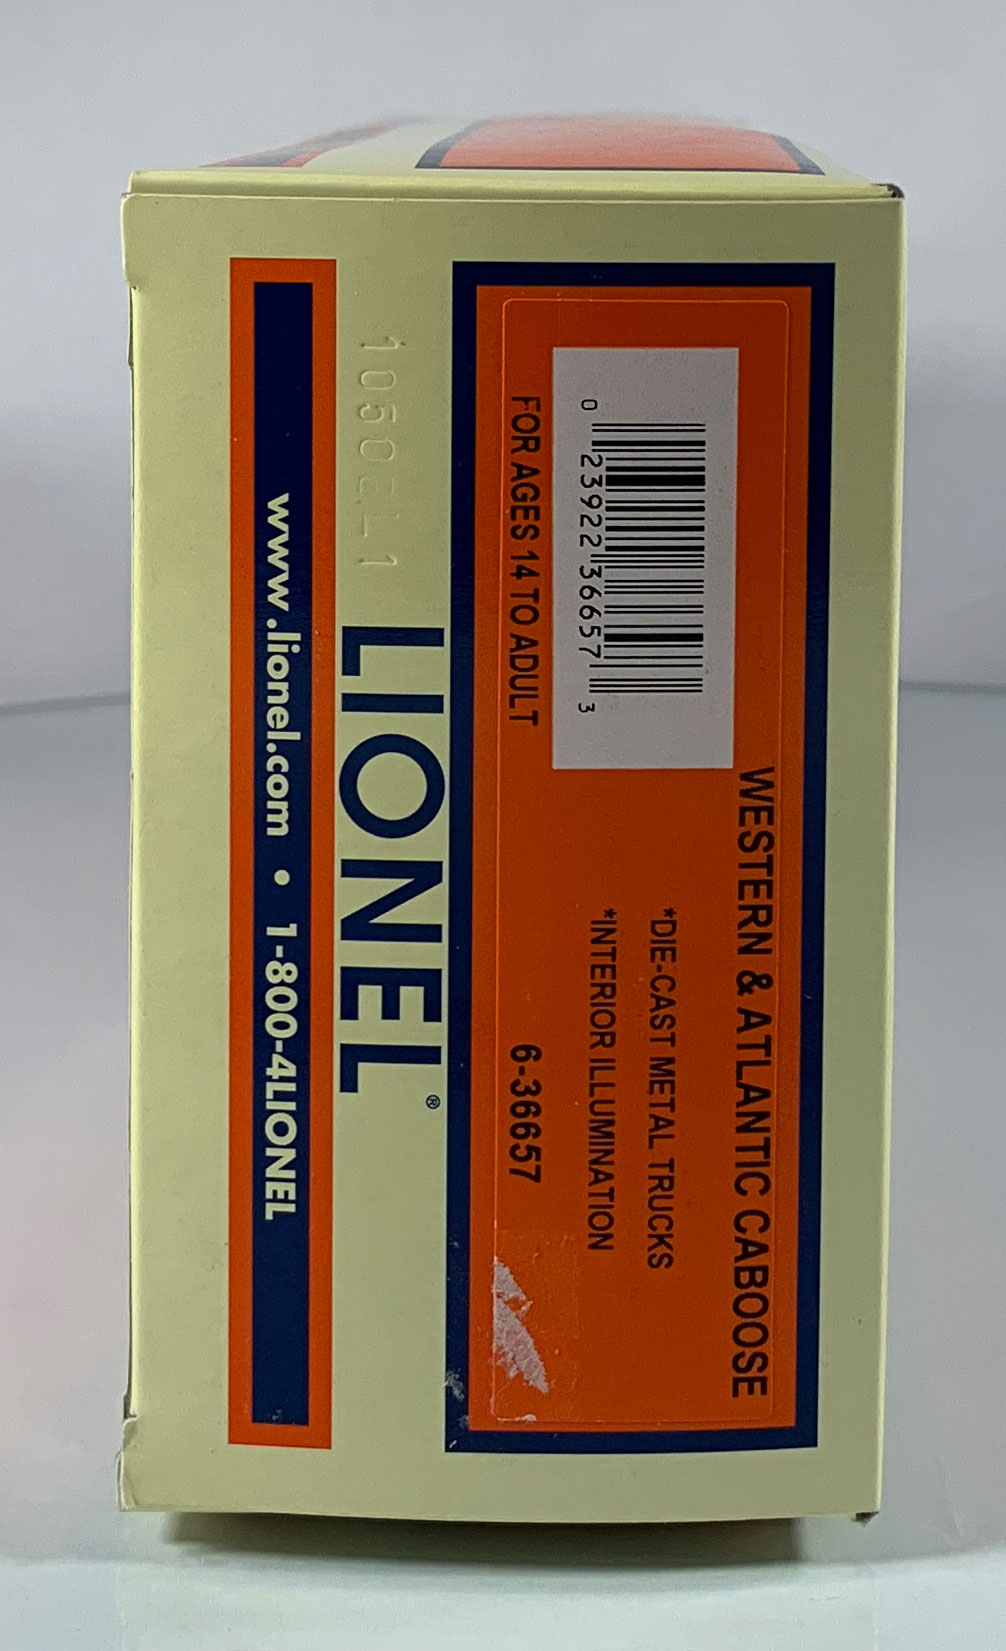 WESTERN & ATLANTIC CABOOSE
*DIE-CAST METAL TRUCKS
*INTERIOR ILLUMINATION
0 23922 36657 3
FOR AGES 14 TO ADULT
6-36657
LIONEL®
www.lionel.com • 1-800-4LIONEL